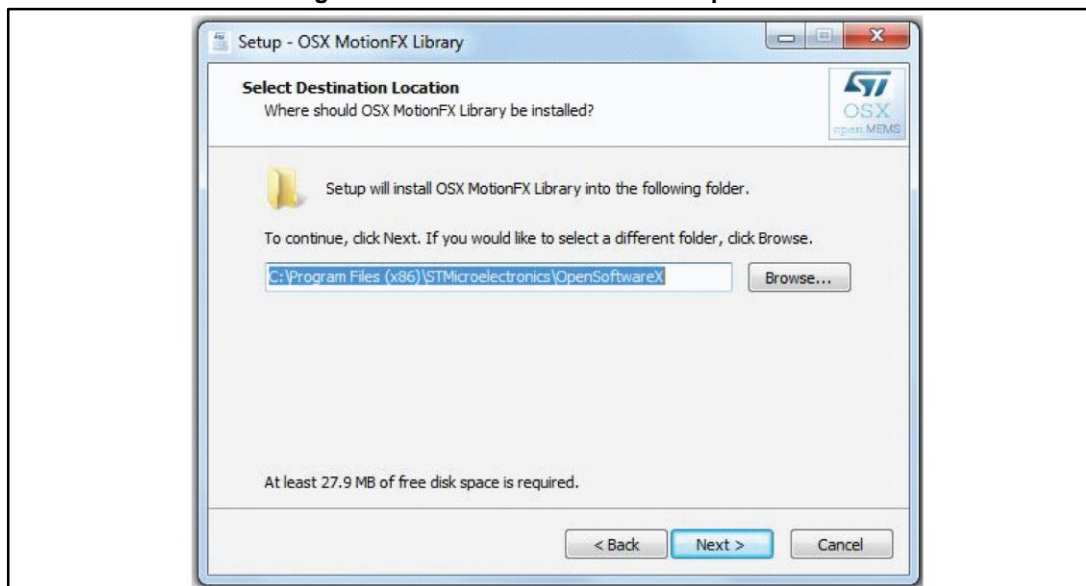 Setup - OSX MotionFX Library
Select Destination Location
Where should OSX MotionFX Library be installed?
OSX
open MEMS
Setup will install OSX MotionFX Library into the following folder.
To continue, click Next. If you would like to select a different folder, click Browse.
C:\Program Files (x86)\STMicroelectronics\OpenSoftwareX
Browse...
At least 27.9 MB of free disk space is required.
< Back
Next >
Cancel